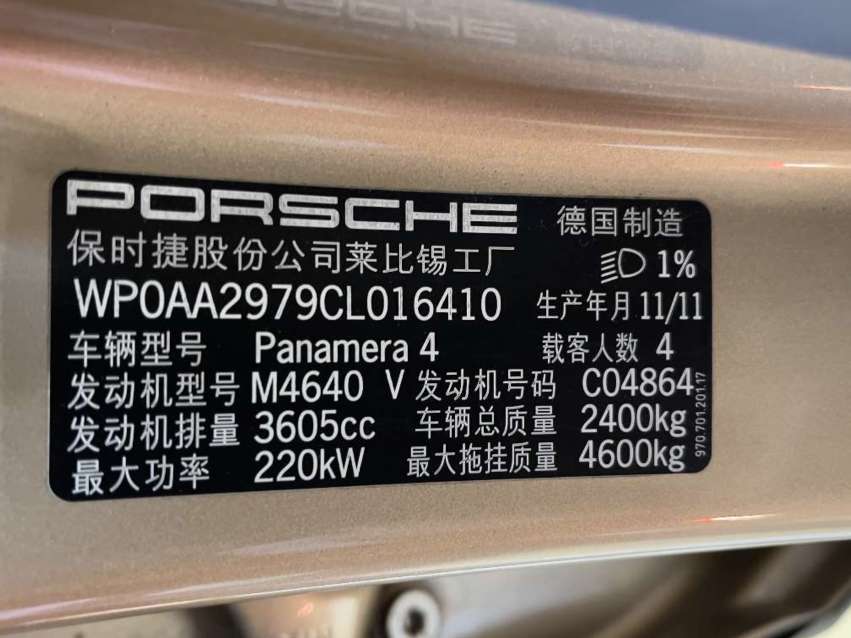 PORSCHE 德国制造
保时捷股份公司莱比锡工厂 1%
WP0AA2979CL016410 生产年月 11/11
车辆型号 Panamera 4 载客人数 4
发动机型号 M4640 V 发动机号码 C04864
发动机排量 3605cc 车辆总质量 2400kg
最大功率 220kW 最大拖挂质量 4600kg
970.701.201.17